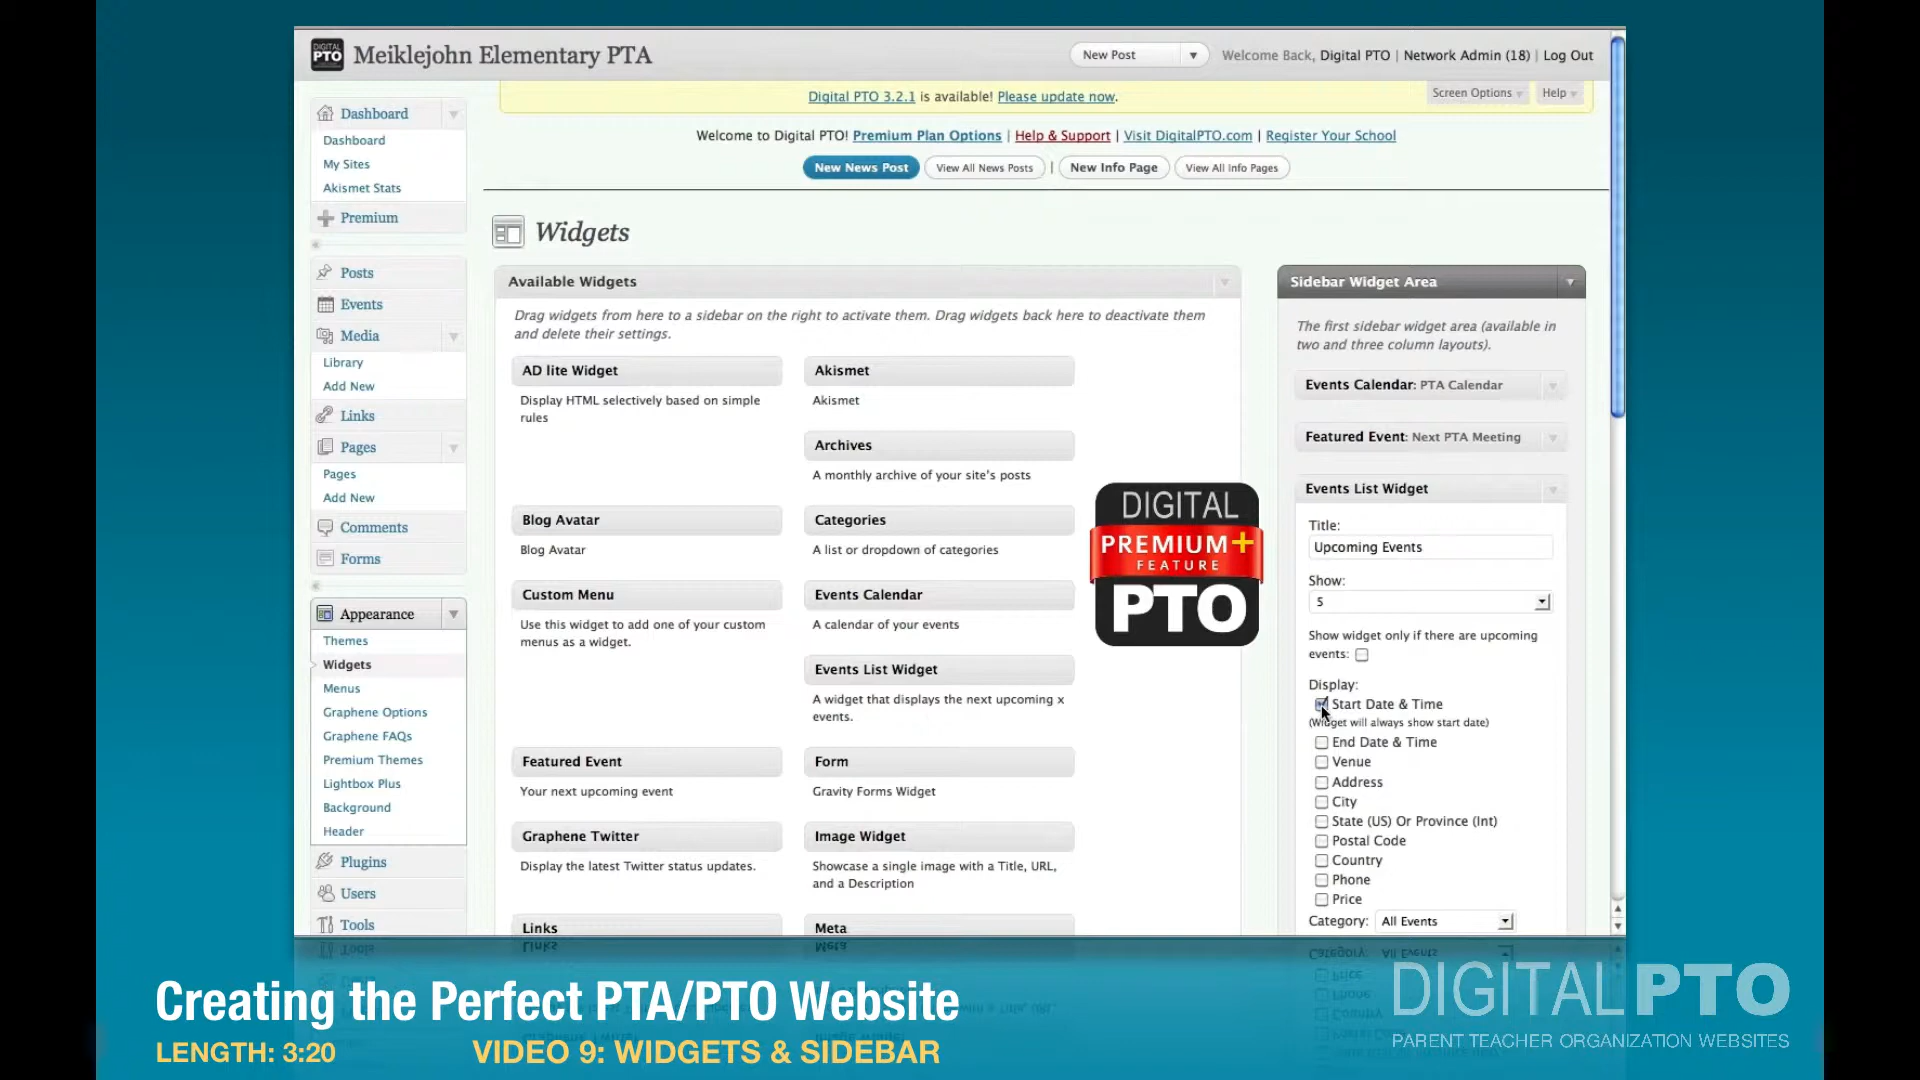 DIGITAL PTO
Meiklejohn Elementary PTA
New Post
Welcome Back, Digital PTO | Network Admin (18) | Log Out
Digital PTO 3.2.1 is available! Please update now.
Screen Options
Help
Welcome to Digital PTO! Premium Plan Options | Help & Support | Visit DigitalPTO.com | Register Your School
New News Post
View All News Posts
|
New Info Page
View All Info Pages
Dashboard
Dashboard
My Sites
Akismet Stats
Premium
Posts
Events
Media
Library
Add New
Links
Pages
Pages
Add New
Comments
Forms
Appearance
Themes
Widgets
Menus
Graphene Options
Graphene FAQs
Premium Themes
Lightbox Plus
Background
Header
Plugins
Users
Tools
Widgets
Available Widgets
Drag widgets from here to a sidebar on the right to activate them. Drag widgets back here to deactivate them
and delete their settings.
AD lite Widget
Display HTML selectively based on simple
rules
Akismet
Akismet
Archives
A monthly archive of your site's posts
Blog Avatar
Blog Avatar
Categories
A list or dropdown of categories
Custom Menu
Use this widget to add one of your custom
menus as a widget.
Events Calendar
A calendar of your events
Events List Widget
A widget that displays the next upcoming x
events.
Featured Event
Your next upcoming event
Form
Gravity Forms Widget
Graphene Twitter
Display the latest Twitter status updates.
Image Widget
Showcase a single image with a Title, URL,
and a Description
Links
Meta
DIGITAL
PREMIUM+
FEATURE
PTO
Sidebar Widget Area
The first sidebar widget area (available in
two and three column layouts).
Events Calendar: PTA Calendar
Featured Event: Next PTA Meeting
Events List Widget
Title:
Upcoming Events
Show:
5
Show widget only if there are upcoming
events:
Display:
Start Date & Time
(Widget will always show start date)
End Date & Time
Venue
Address
City
State (US) Or Province (Int)
Postal Code
Country
Phone
Price
Category: All Events
Creating the Perfect PTA/PTO Website
LENGTH: 3:20
VIDEO 9: WIDGETS & SIDEBAR
DIGITALPTO
PARENT TEACHER ORGANIZATION WEBSITES